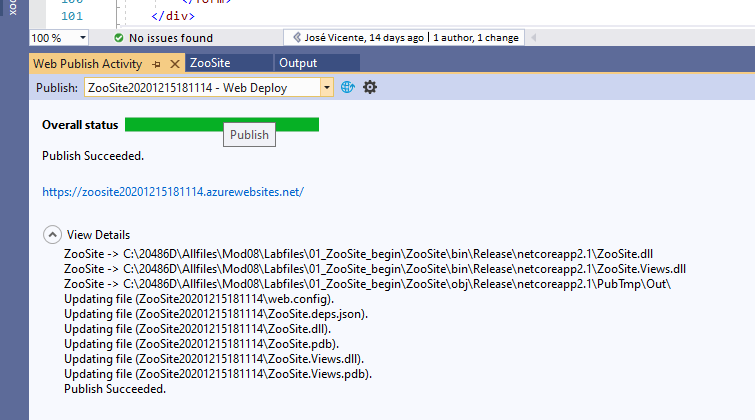 ox
100 </form>
101 </div>
100 % No issues found José Vicente, 14 days ago | 1 author, 1 change
Web Publish Activity ZooSite Output
Publish: ZooSite20201215181114 - Web Deploy
Overall status
Publish
Publish Succeeded.
https://zoosite20201215181114.azurewebsites.net/
View Details
ZooSite -> C:\20486D\Allfiles\Mod08\Labfiles\01_ZooSite_begin\ZooSite\bin\Release\netcoreapp2.1\ZooSite.dll
ZooSite -> C:\20486D\Allfiles\Mod08\Labfiles\01_ZooSite_begin\ZooSite\bin\Release\netcoreapp2.1\ZooSite.Views.dll
ZooSite -> C:\20486D\Allfiles\Mod08\Labfiles\01_ZooSite_begin\ZooSite\obj\Release\netcoreapp2.1\PubTmp\Out\
Updating file (ZooSite20201215181114\web.config).
Updating file (ZooSite20201215181114\ZooSite.deps.json).
Updating file (ZooSite20201215181114\ZooSite.dll).
Updating file (ZooSite20201215181114\ZooSite.pdb).
Updating file (ZooSite20201215181114\ZooSite.Views.dll).
Updating file (ZooSite20201215181114\ZooSite.Views.pdb).
Publish Succeeded.